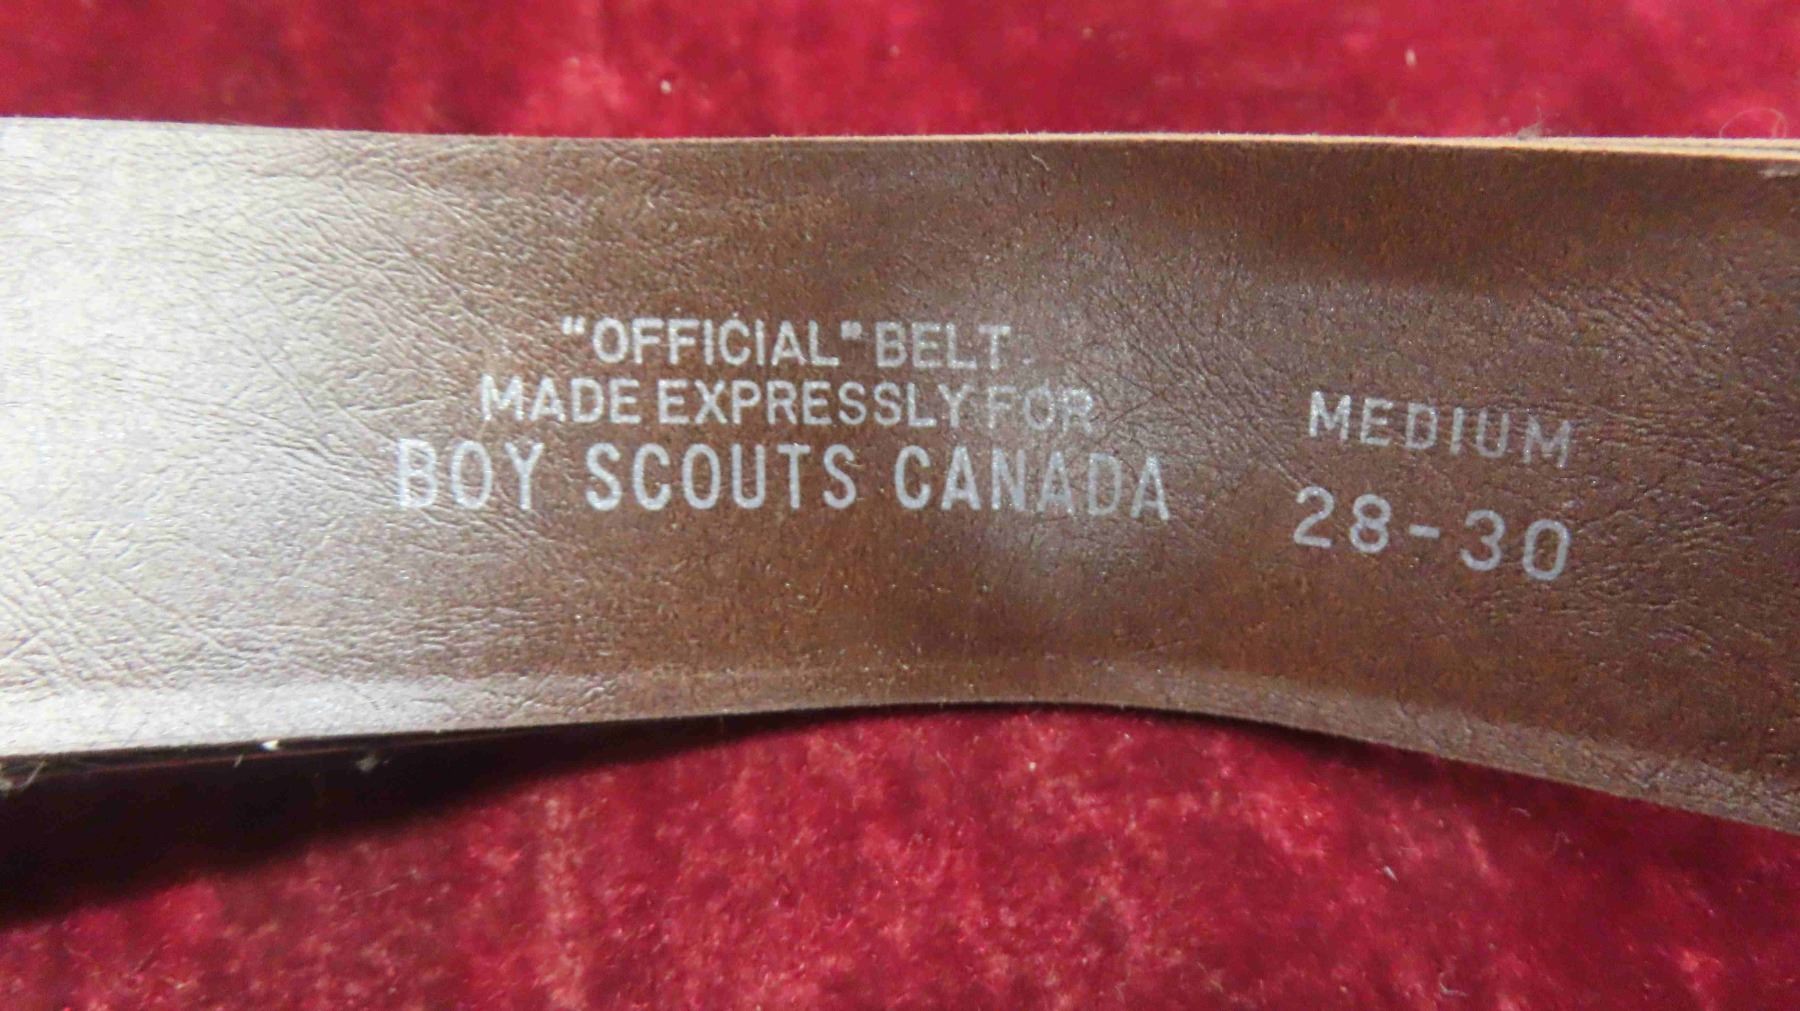 "OFFICIAL" BELT.
MADE EXPRESSLY FOR
BOY SCOUTS CANADA
MEDIUM
28-30